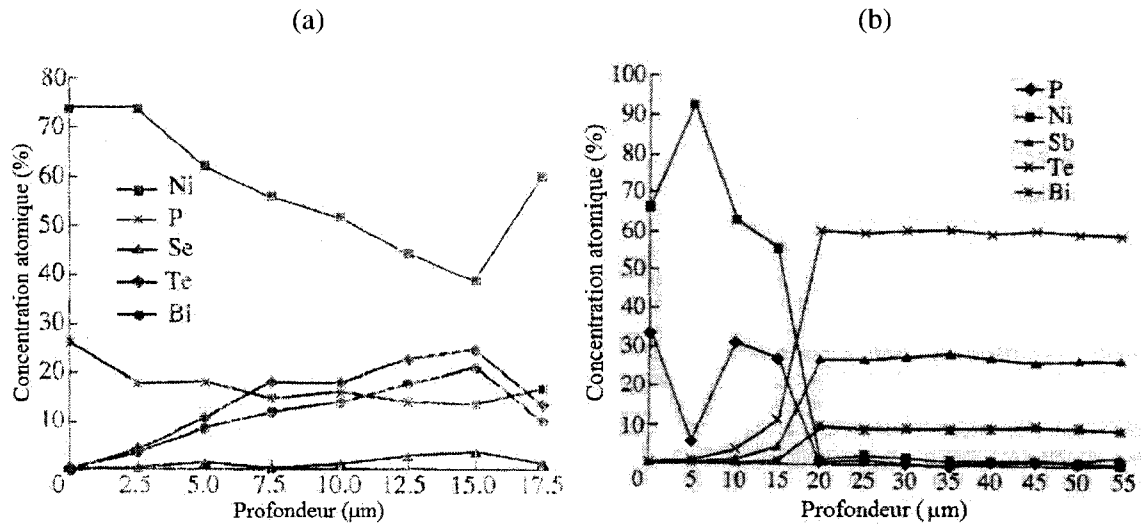 (a)
(b)
Concentration atomique (%)
80
70
60
50
40
30
20
10
0
2.5
5.0
7.5
10.0
12.5
15.0
17.5
Profondeur (μm)
Ni
P
Se
Te
Bi
Concentration atomique (%)
100
90
80
70
60
50
40
30
20
10
0
5
10
15
20
25
30
35
40
45
50
55
Profondeur (μm)
P
Ni
Sb
Te
Bi